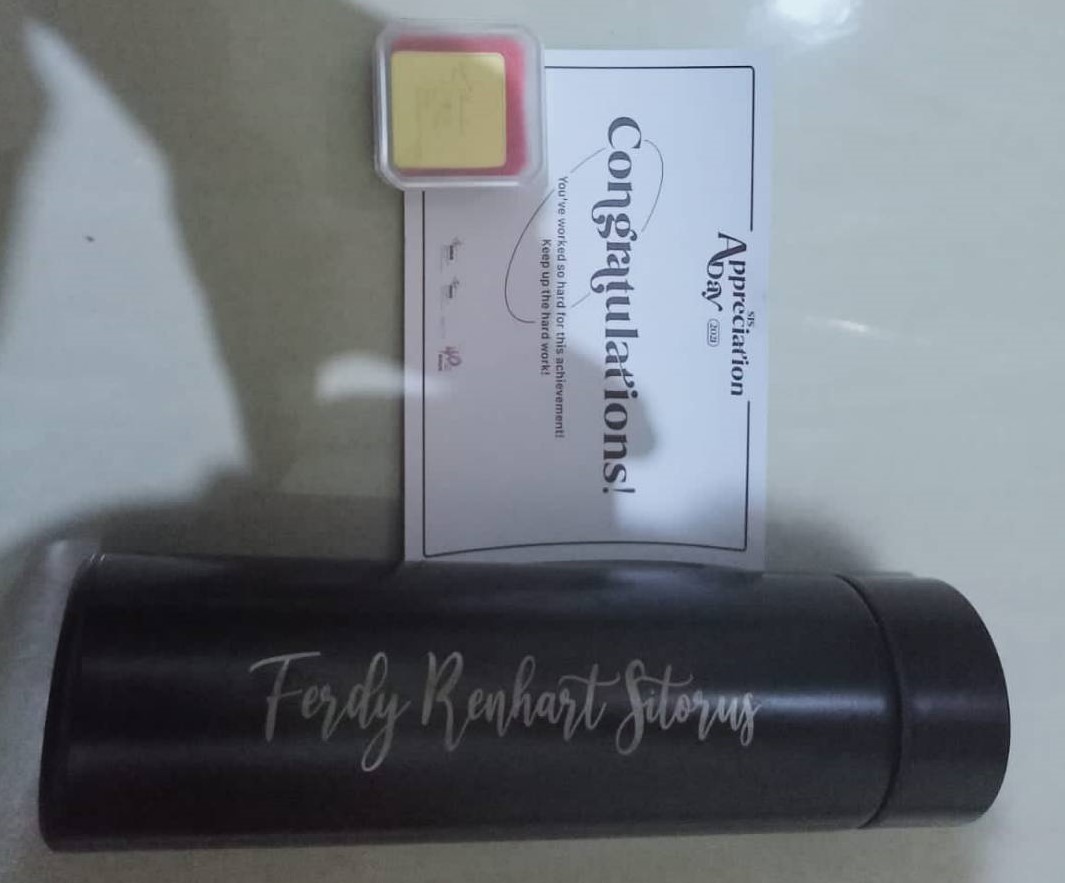 SIS
Appreciation
Day 2021
Congratulations!
You've worked so hard for this achievement!
Keep up the hard work!
40
Ferdy Renhart Sitorus